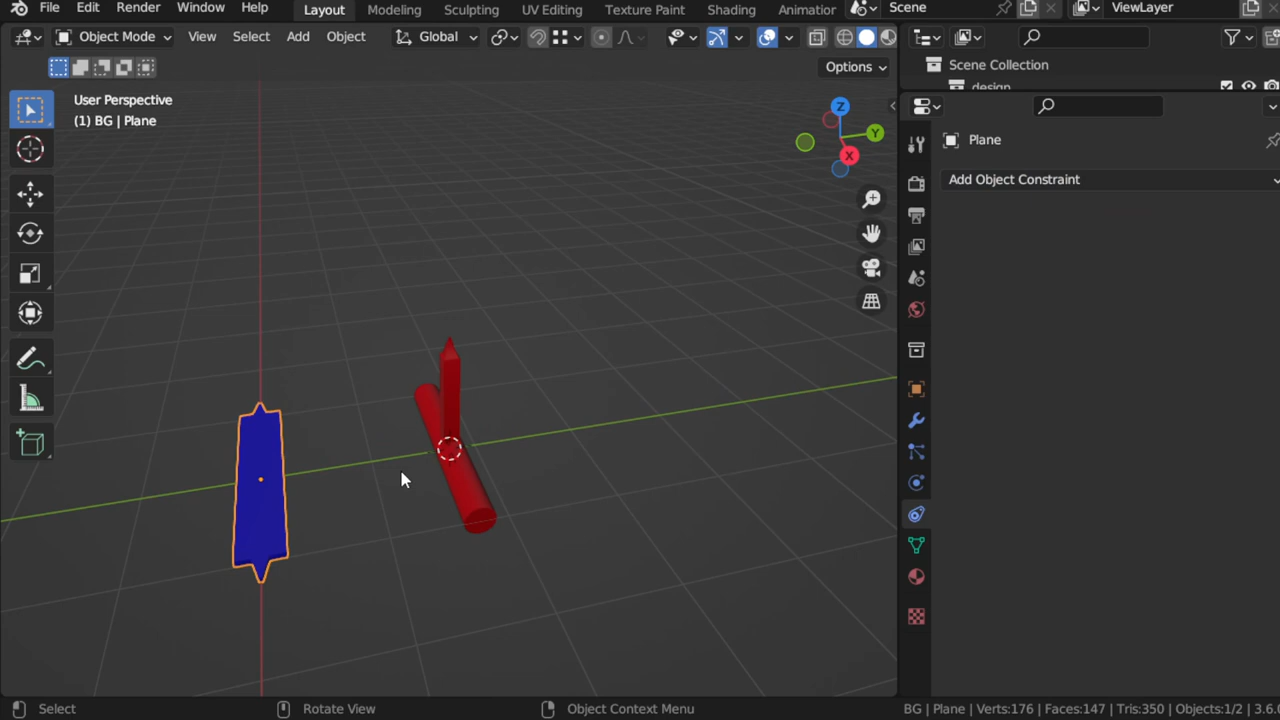 File Edit Render Window Help Layout Modeling Sculpting UV Editing Texture Paint Shading Animation Scene ViewLayer
Object Mode View Select Add Object Global
Options
Scene Collection
design
User Perspective
(1) BG | Plane
Z
Y
X
Plane
Add Object Constraint
Select Rotate View Object Context Menu BG | Plane | Verts:176 | Faces:147 | Tris:350 | Objects:1/2 | 3.6.